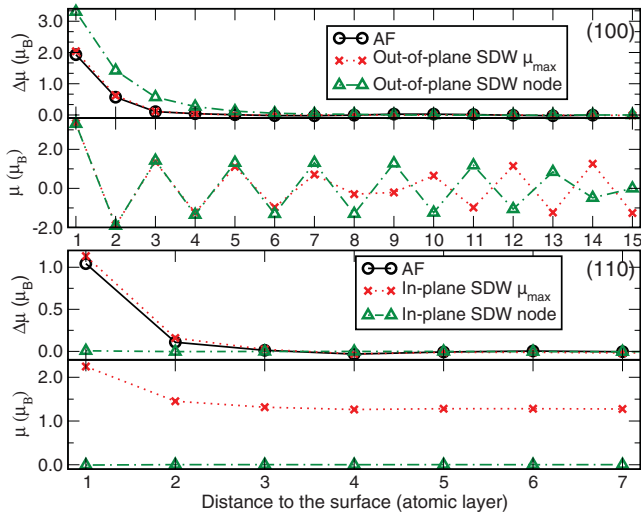 (100)
AF
Out-of-plane SDW μmax
Out-of-plane SDW node
Δμ (μB)
3.0
2.0
1.0
0.0
μ (μB)
2.0
0.0
-2.0
1 2 3 4 5 6 7 8 9 10 11 12 13 14 15
(110)
AF
In-plane SDW μmax
In-plane SDW node
Δμ (μB)
1.0
0.5
0.0
μ (μB)
2.0
1.0
0.0
1 2 3 4 5 6 7
Distance to the surface (atomic layer)